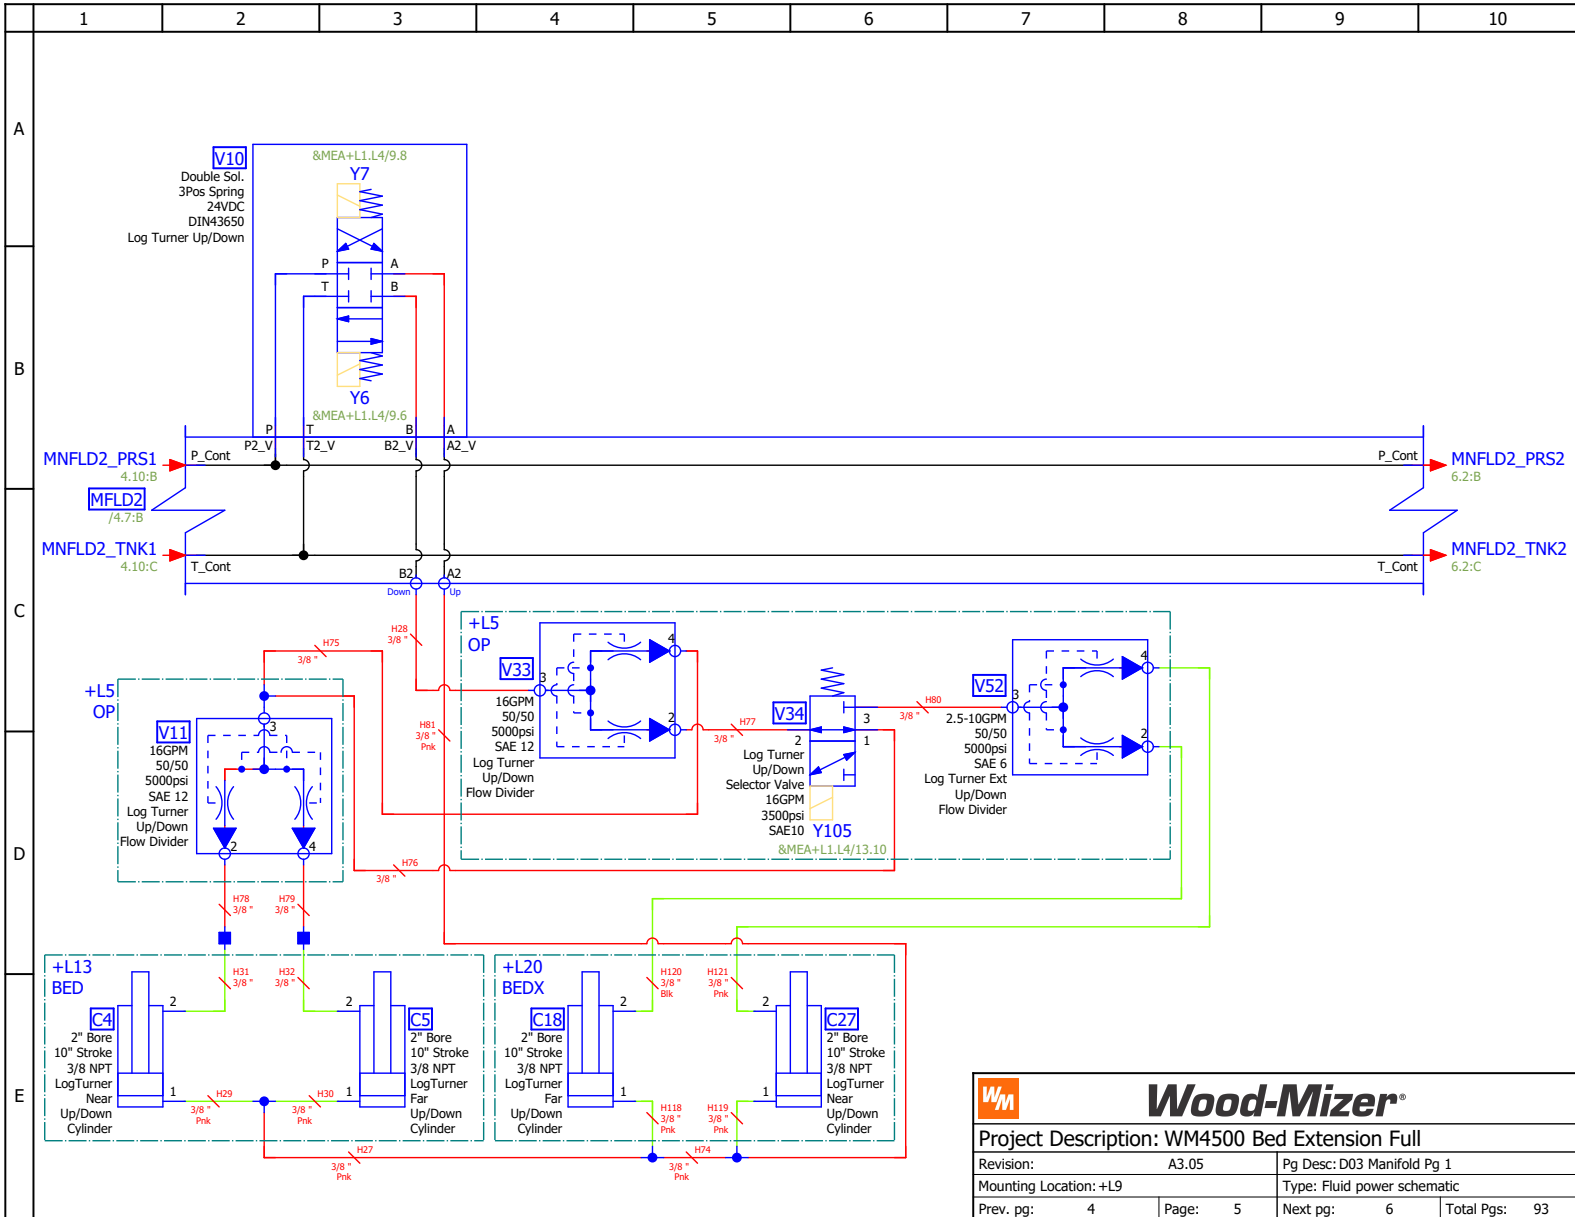 1 2 3 4 5 6 7 8 9 10
A
B
C
D
E
V10
Double Sol.
3Pos Spring
24VDC
DIN43650
Log Turner Up/Down
&MEA+L1.L4/9.8
Y7
P A
T B
Y6
&MEA+L1.L4/9.6
P T B A
P2_V T2_V B2_V A2_V
MNFLD2_PRS1
4.10:B
P_Cont
P_Cont
MNFLD2_PRS2
6.2:B
MFLD2
/4.7:B
MNFLD2_TNK1
4.10:C
T_Cont
T_Cont
MNFLD2_TNK2
6.2:C
B2 A2
Down Up
H28
3/8 "
H75
3/8 "
H81
3/8 "
Pnk
+L5
OP
V11
16GPM
50/50
5000psi
SAE 12
Log Turner
Up/Down
Flow Divider
3
2 4
+L5
OP
V33
16GPM
50/50
5000psi
SAE 12
Log Turner
Up/Down
Flow Divider
3
4
2
H77
3/8 "
V34
2 3
1
Log Turner
Up/Down
Selector Valve
16GPM
3500psi
SAE10
Y105
&MEA+L1.L4/13.10
H80
3/8 "
V52
2.5-10GPM
50/50
5000psi
SAE 6
Log Turner Ext
Up/Down
Flow Divider
3
4
2
H76
3/8 "
H78
3/8 "
H79
3/8 "
+L13
BED
H31
3/8 "
H32
3/8 "
C4
2" Bore
10" Stroke
3/8 NPT
LogTurner
Near
Up/Down
Cylinder
2
1
H29
3/8 "
Pnk
H30
3/8 "
Pnk
2
1
C5
2" Bore
10" Stroke
3/8 NPT
LogTurner
Far
Up/Down
Cylinder
H27
3/8 "
Pnk
+L20
BEDX
H120
3/8 "
Blk
H121
3/8 "
Pnk
C18
2" Bore
10" Stroke
3/8 NPT
LogTurner
Far
Up/Down
Cylinder
2
1
H118
3/8 "
Pnk
H119
3/8 "
Pnk
2
1
C27
2" Bore
10" Stroke
3/8 NPT
LogTurner
Near
Up/Down
Cylinder
H74
3/8 "
Pnk
WM
Wood-Mizer®
Project Description: WM4500 Bed Extension Full
Revision: A3.05 Pg Desc: D03 Manifold Pg 1
Mounting Location: +L9 Type: Fluid power schematic
Prev. pg: 4 Page: 5 Next pg: 6 Total Pgs: 93